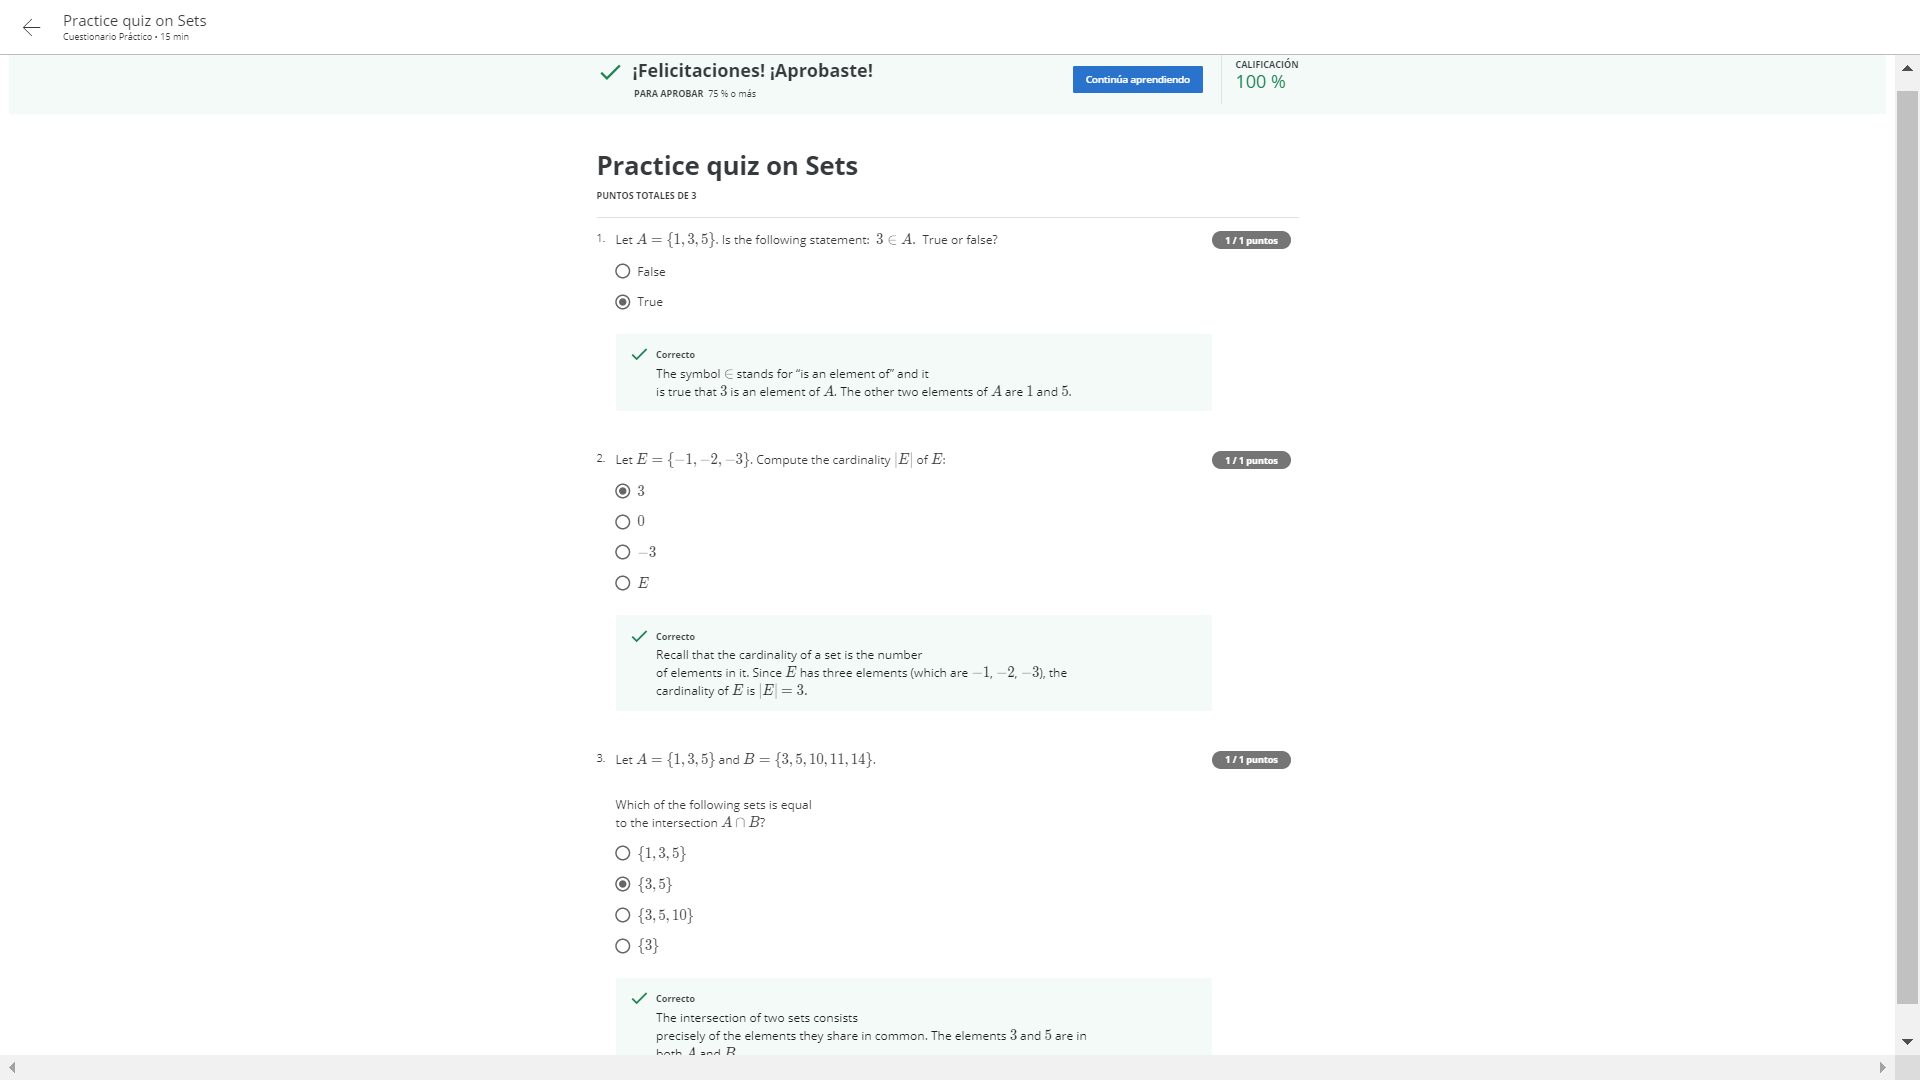 Practice quiz on Sets
Cuestionario Práctico • 15 min
¡Felicitaciones! ¡Aprobaste!
PARA APROBAR 75 % o más
Continúa aprendiendo
CALIFICACIÓN
100 %
Practice quiz on Sets
PUNTOS TOTALES DE 3
1. Let A = {1, 3, 5}. Is the following statement: 3 ∈ A. True or false?
1 / 1 puntos
False
True
Correcto
The symbol ∈ stands for “is an element of” and it
is true that 3 is an element of A. The other two elements of A are 1 and 5.
2. Let E = {−1, −2, −3}. Compute the cardinality |E| of E:
1 / 1 puntos
3
0
−3
E
Correcto
Recall that the cardinality of a set is the number
of elements in it. Since E has three elements (which are −1, −2, −3), the
cardinality of E is |E| = 3.
3. Let A = {1, 3, 5} and B = {3, 5, 10, 11, 14}.
1 / 1 puntos
Which of the following sets is equal
to the intersection A ∩ B?
{1, 3, 5}
{3, 5}
{3, 5, 10}
{3}
Correcto
The intersection of two sets consists
precisely of the elements they share in common. The elements 3 and 5 are in
both A and B